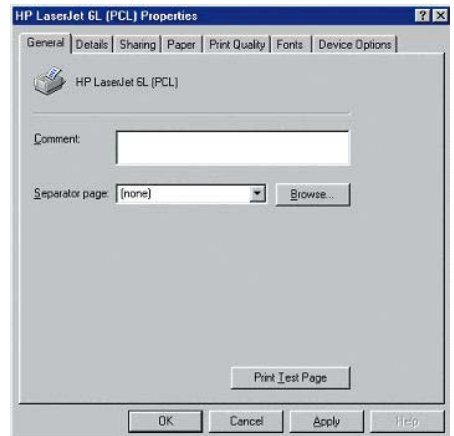 HP LaserJet 6L (PCL) Properties
General Details Sharing Paper Print Quality Fonts Device Options
HP LaserJet 6L (PCL)
Comment:
Separator page: (none) Browse...
Print Test Page
OK Cancel Apply Help